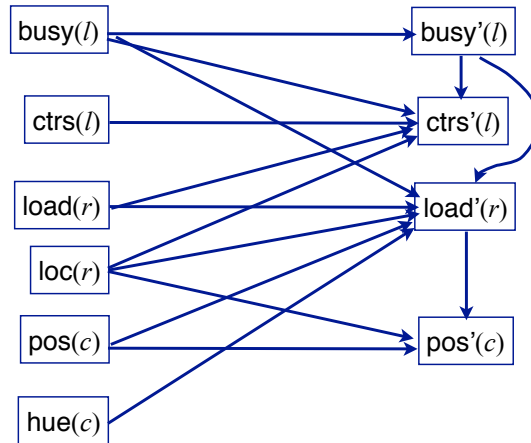 busy(l)
busy’(l)
ctrs(l)
ctrs’(l)
load(r)
load’(r)
loc(r)
pos(c)
pos’(c)
hue(c)